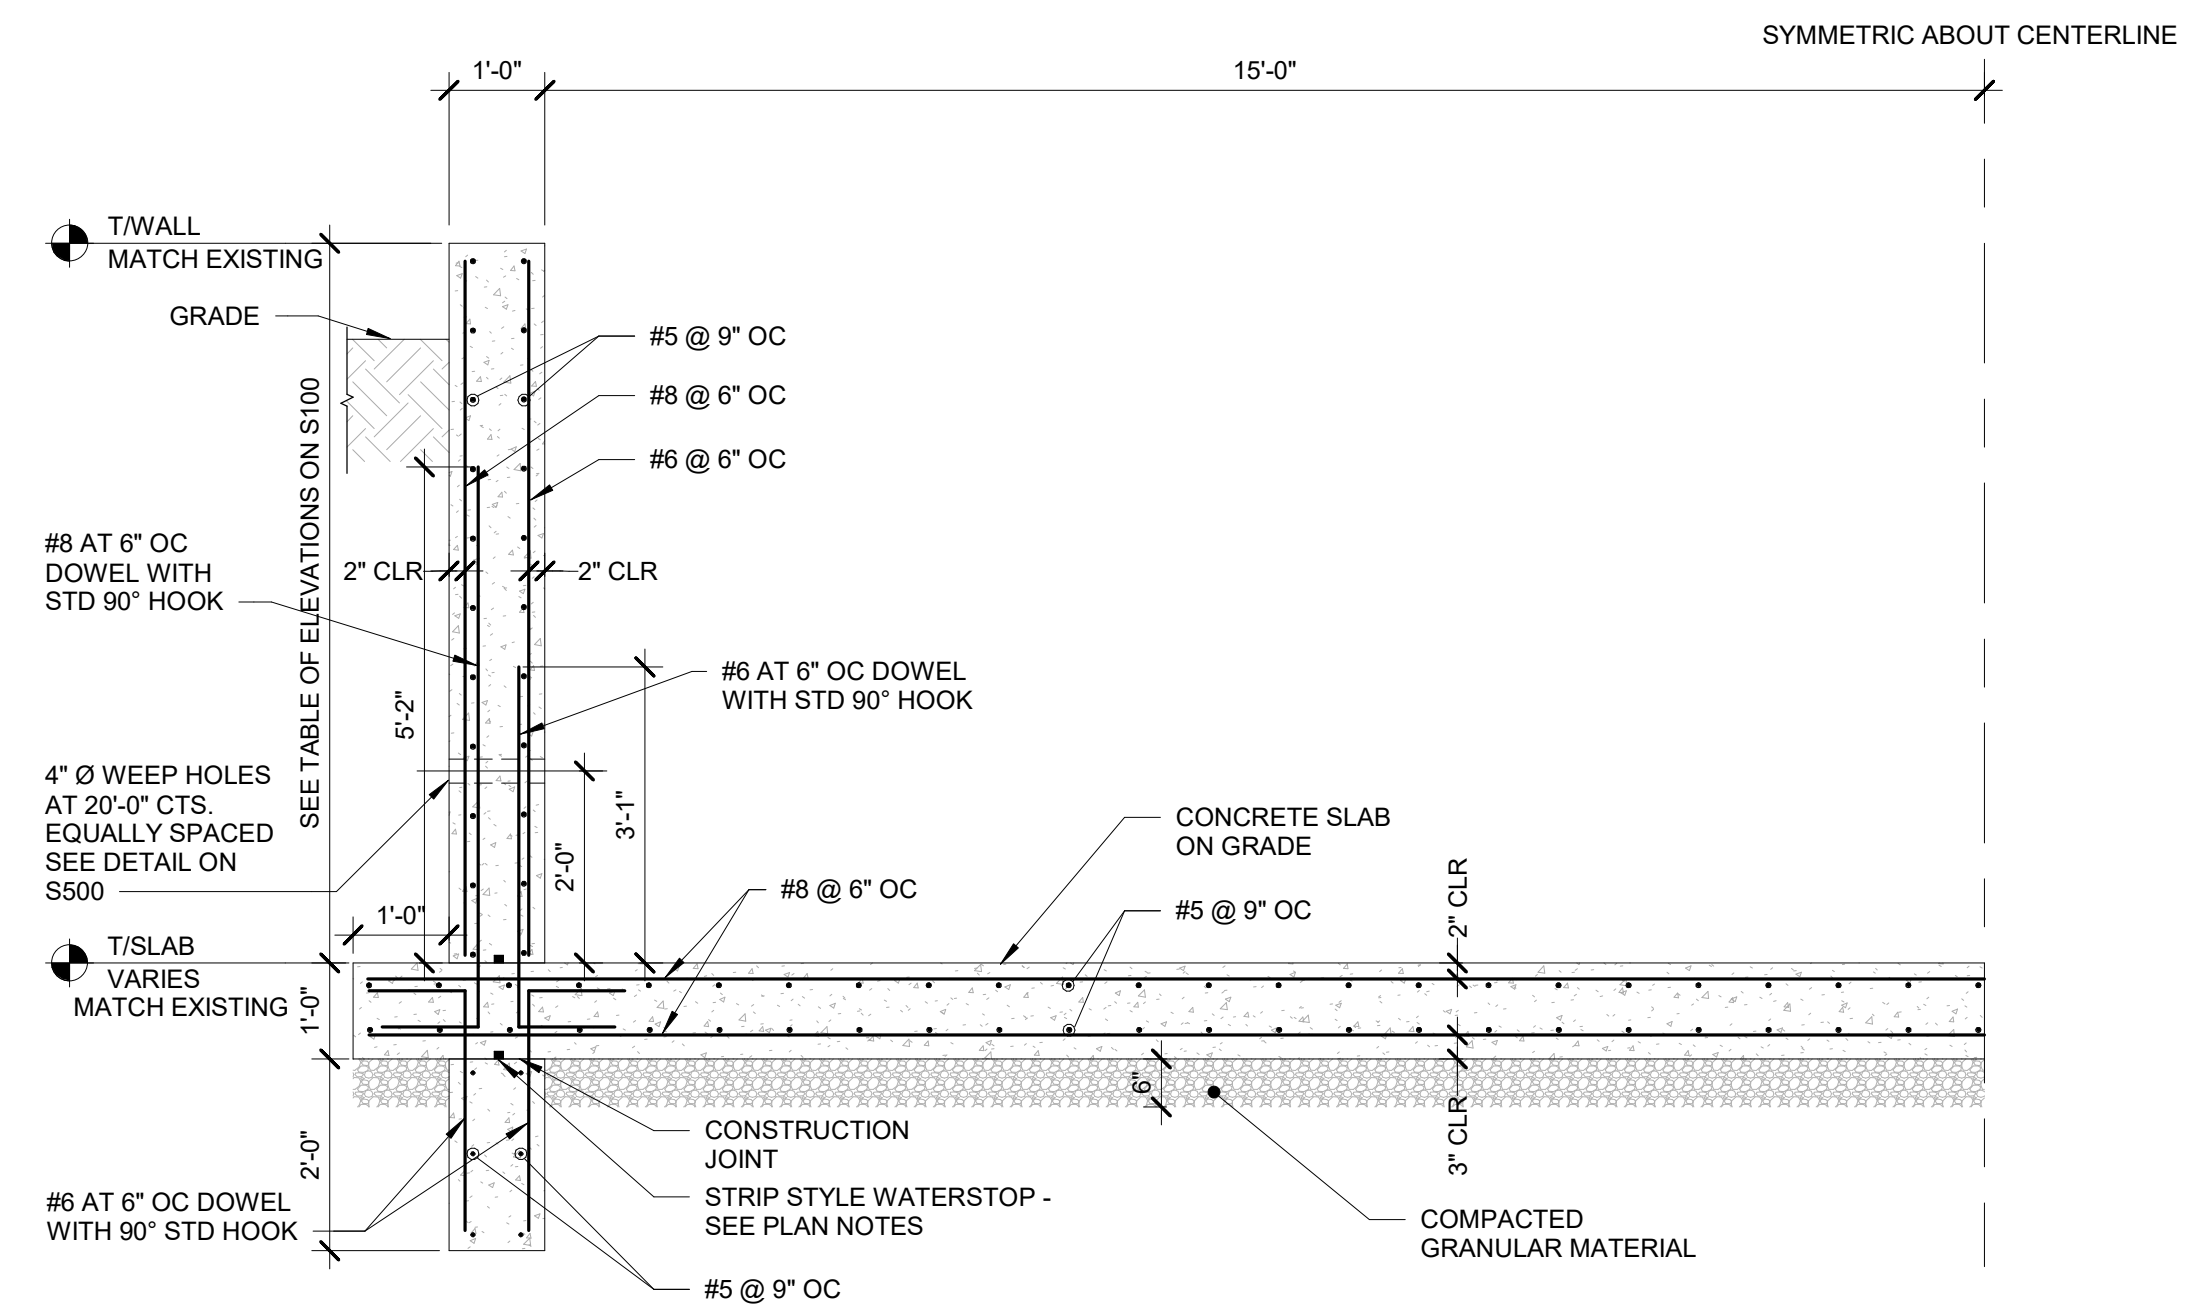 SYMMETRIC ABOUT CENTERLINE
1'-0"
15'-0"
T/WALL
MATCH EXISTING
GRADE
#5 @ 9" OC
#8 @ 6" OC
#6 @ 6" OC
SEE TABLE OF ELEVATIONS ON S100
#8 AT 6" OC
DOWEL WITH
STD 90° HOOK
2" CLR
2" CLR
#6 AT 6" OC DOWEL
WITH STD 90° HOOK
5'-2"
4" Ø WEEP HOLES
AT 20'-0" CTS.
EQUALLY SPACED
SEE DETAIL ON
S500
3'-1"
2'-0"
CONCRETE SLAB
ON GRADE
#8 @ 6" OC
#5 @ 9" OC
2" CLR
1'-0"
T/SLAB
VARIES
MATCH EXISTING
1'-0"
6"
3" CLR
2'-0"
CONSTRUCTION
JOINT
STRIP STYLE WATERSTOP -
SEE PLAN NOTES
#6 AT 6" OC DOWEL
WITH 90° STD HOOK
COMPACTED
GRANULAR MATERIAL
#5 @ 9" OC